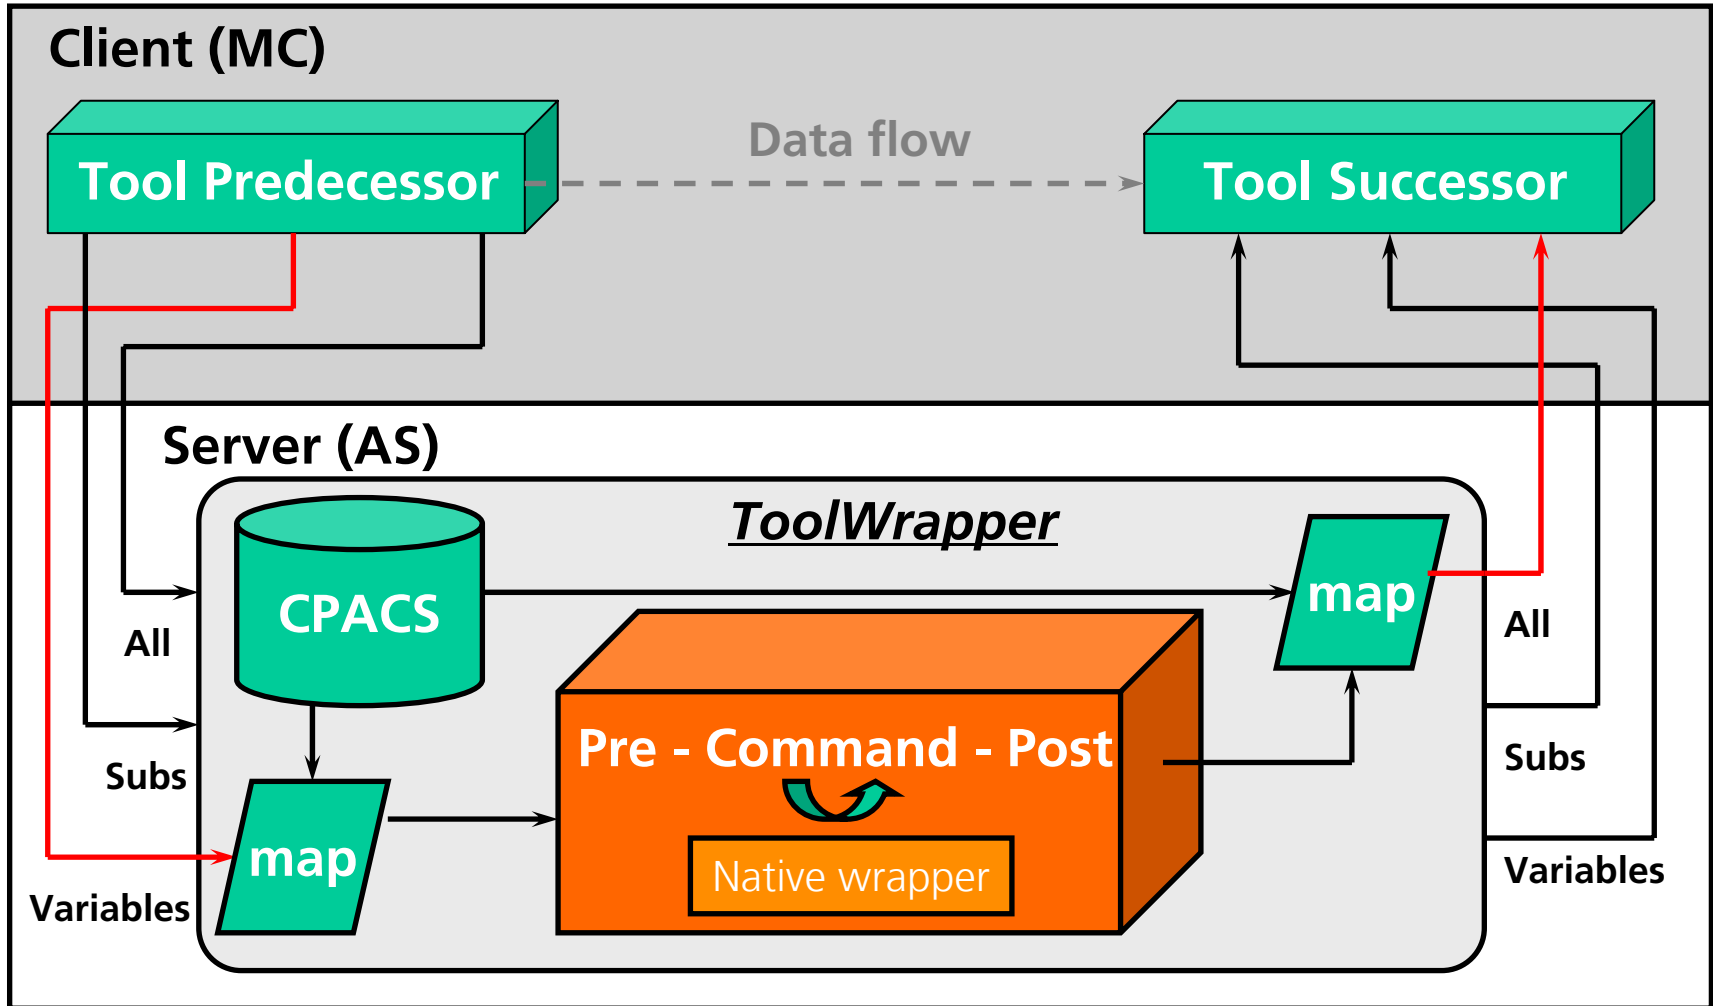 Client (MC)
Data flow
Tool Predecessor
Tool Successor
Server (AS)
ToolWrapper
CPACS
map
All
All
Subs
Subs
Pre - Command - Post
map
Native wrapper
Variables
Variables